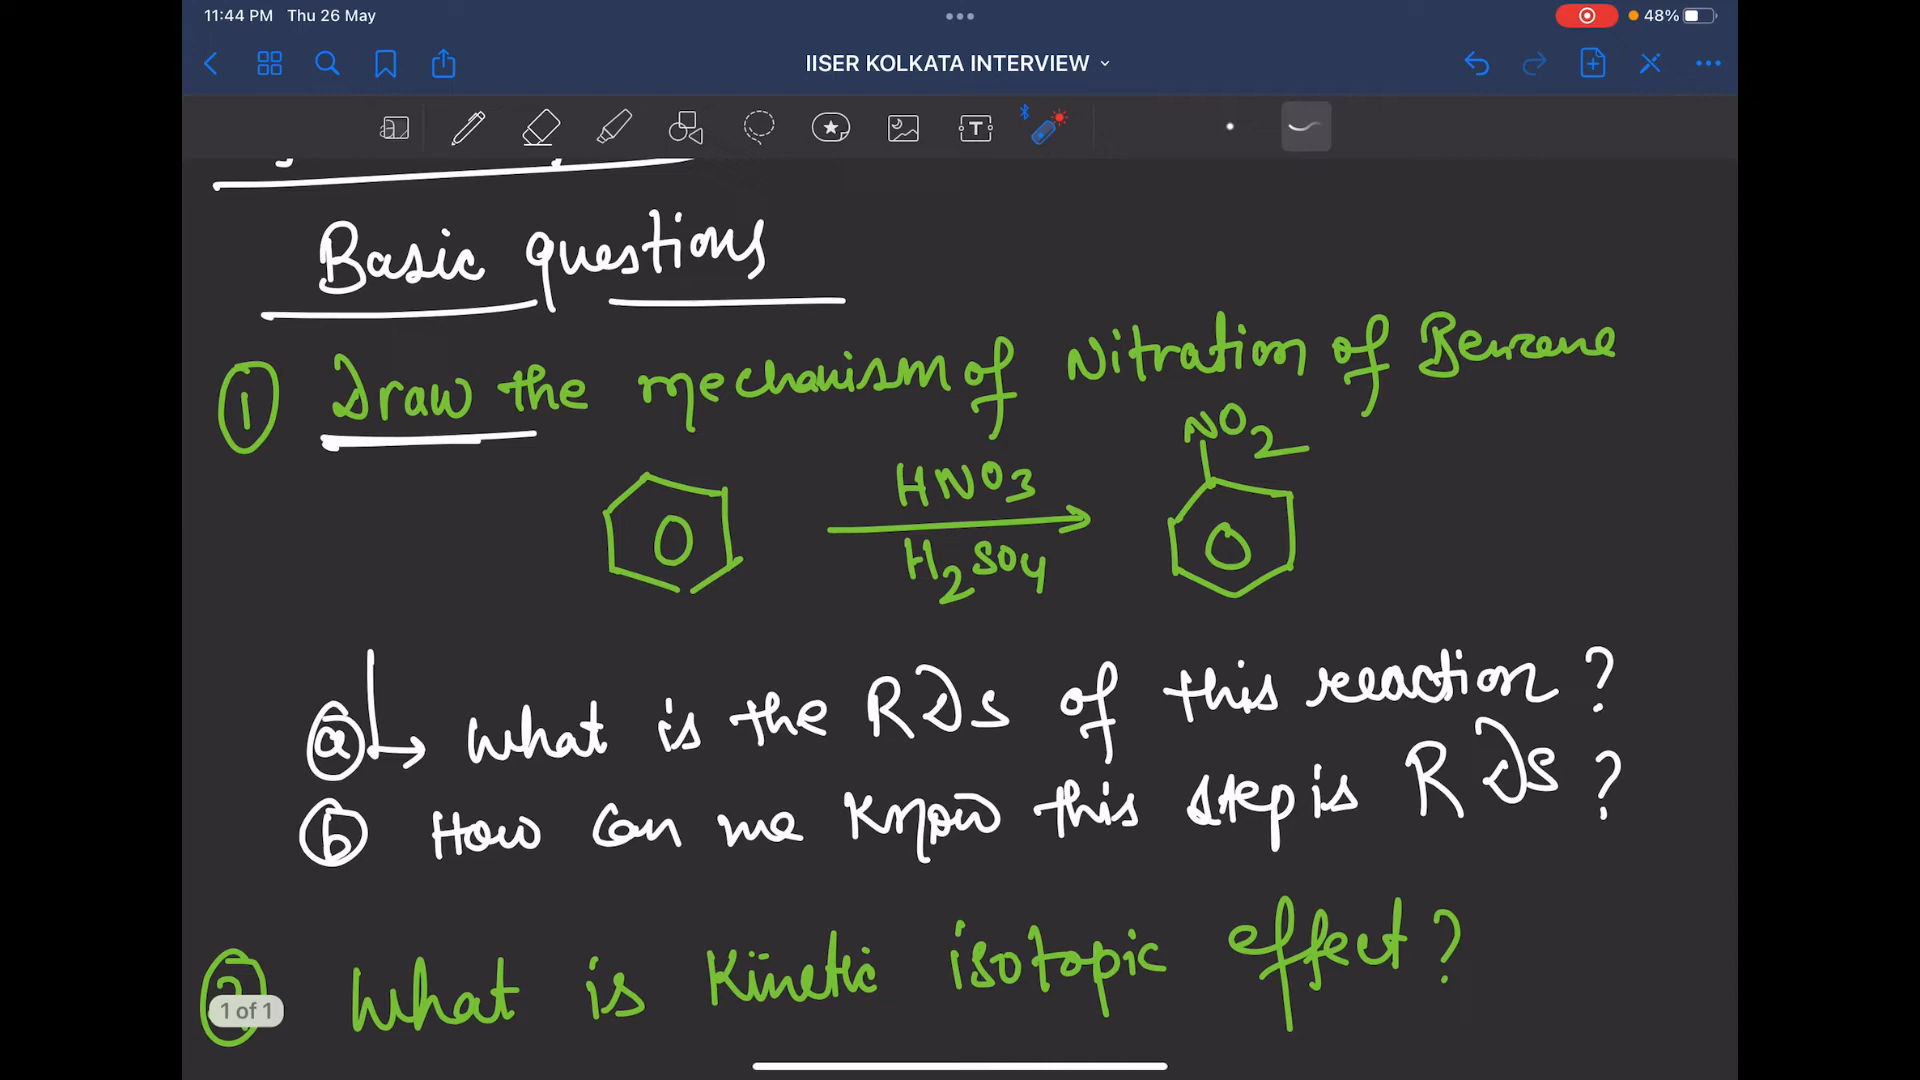 11:44 PM Thu 26 May
48%
IISER KOLKATA INTERVIEW
T
Basic questions
1 Draw the mechanism of Nitration of Benzene
NO2
HNO3
H2SO4
a What is the RDS of this reaction ?
b How can we know this step is RDS ?
2 What is Kinetic isotopic effect ?
1 of 1